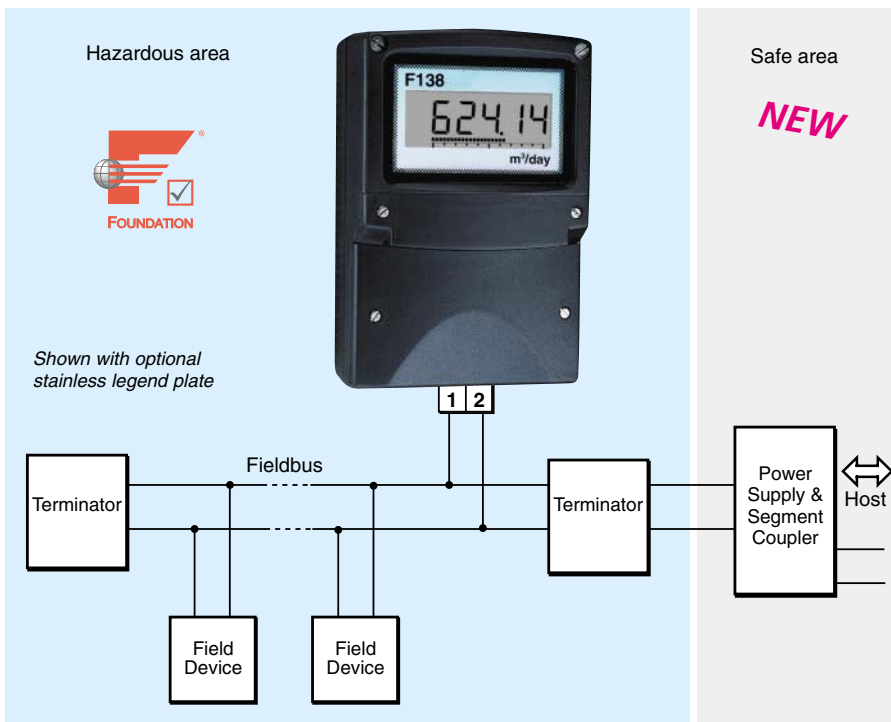 Hazardous area
Safe area
NEW
F138
624.14
m³/day
®
FOUNDATION
Shown with optional
stainless legend plate
1 2
Fieldbus
Terminator
Terminator
Power
Supply &
Segment
Coupler
Host
Field
Device
Field
Device